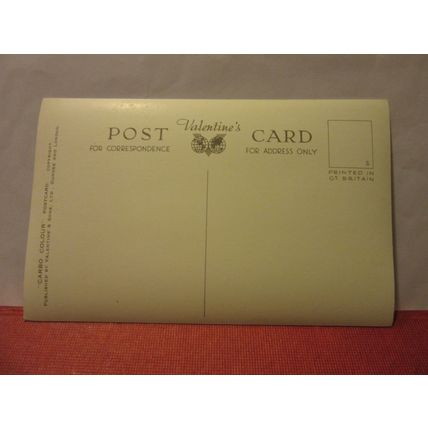 POST Valentine's CARD
FOR CORRESPONDENCE
FOR ADDRESS ONLY
S
PRINTED IN
GT. BRITAIN
"CARBO COLOUR" POSTCARD. COPYRIGHT
PUBLISHED BY VALENTINE & SONS, LTD., DUNDEE AND LONDON.